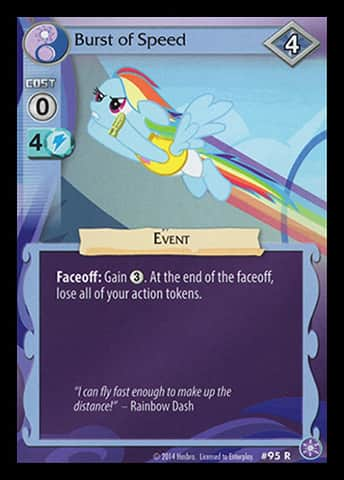 Burst of Speed
4
COST
0
4
EVENT
Faceoff: Gain 3. At the end of the faceoff,
lose all of your action tokens.
"I can fly fast enough to make up the
distance!" – Rainbow Dash
© 2014 Hasbro. Licensed to Enterplay. #95 R